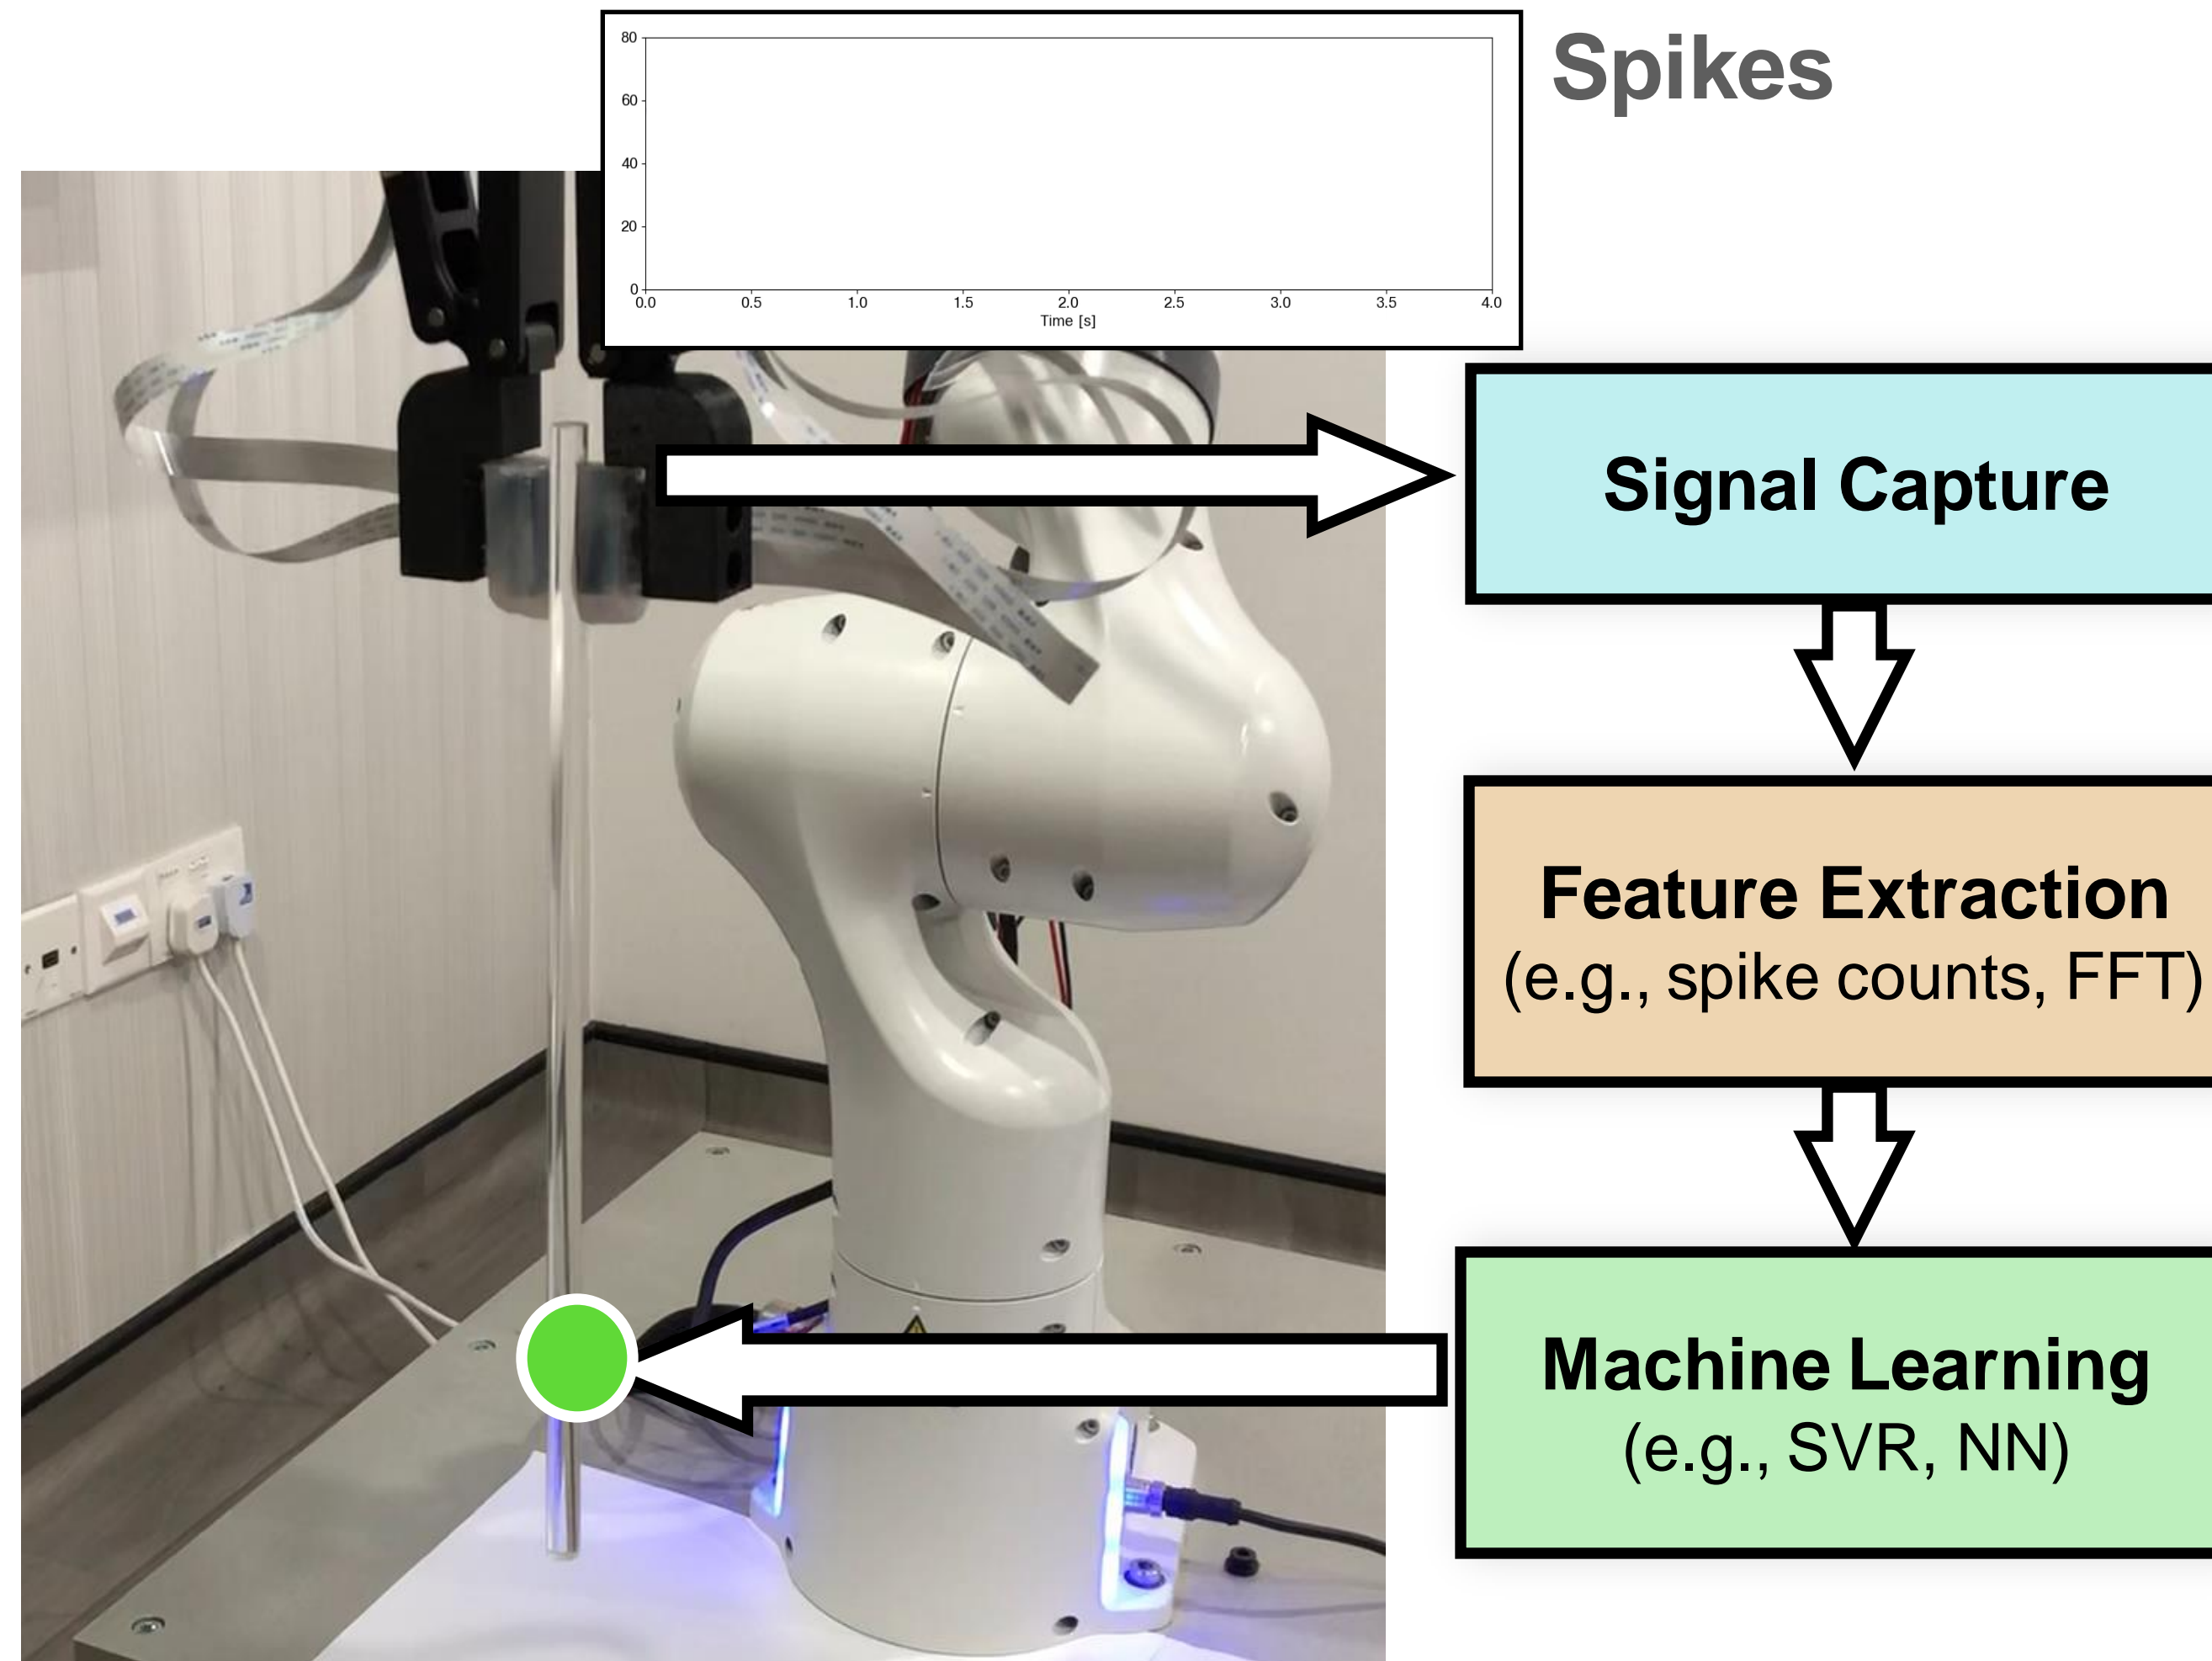 Spikes
80
60
40
20
0
0.0 0.5 1.0 1.5 2.0 2.5 3.0 3.5 4.0
Time [s]
Signal Capture
Feature Extraction
(e.g., spike counts, FFT)
Machine Learning
(e.g., SVR, NN)